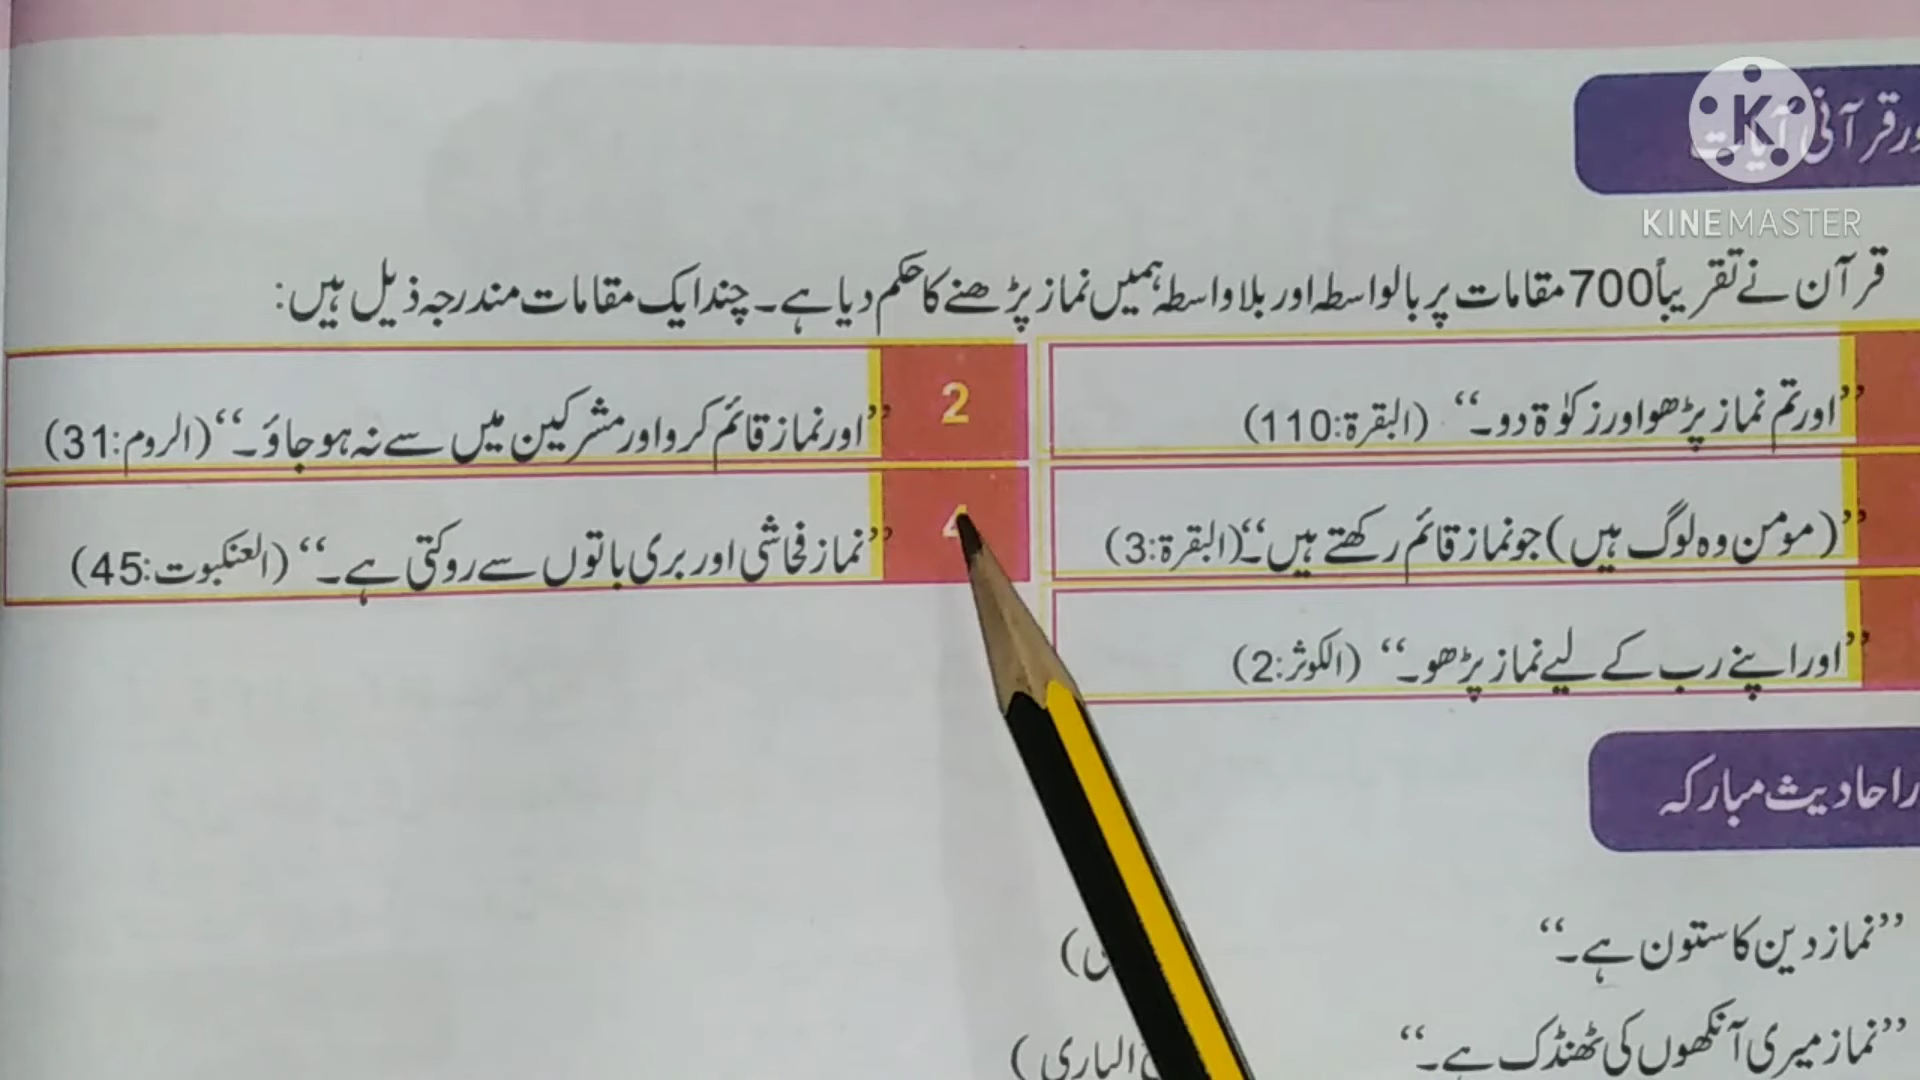 قرآنی آیات
KINEMASTER
قرآن نے تقریباً 700 مقامات پر بالواسطہ اور بلاواسطہ ہمیں نماز پڑھنے کا حکم دیا ہے۔ چند ایک مقامات مندرجہ ذیل ہیں:
’’اور تم نماز پڑھو اور زکوٰۃ دو۔‘‘ (البقرۃ:110)
2 ’’اور نماز قائم کرو اور مشرکین میں سے نہ ہو جاؤ۔‘‘ (الروم:31)
’’(مومن وہ لوگ ہیں) جو نماز قائم رکھتے ہیں۔‘‘ (البقرۃ:3)
4 ’’نماز فحاشی اور بری باتوں سے روکتی ہے۔‘‘ (العنکبوت:45)
’’اور اپنے رب کے لیے نماز پڑھو۔‘‘ (الکوثر:2)
احادیث مبارکہ
’’نماز دین کا ستون ہے۔‘‘
’’نماز میری آنکھوں کی ٹھنڈک ہے۔‘‘ الباری)